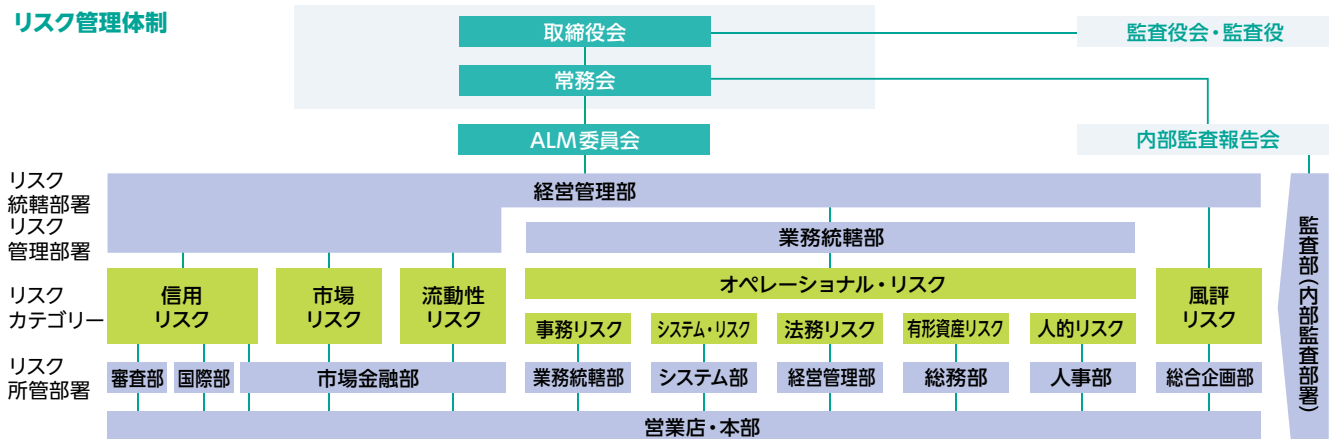 リスク管理体制
取締役会
監査役会・監査役
常務会
ALM委員会
内部監査報告会
リスク
統轄部署
経営管理部
リスク
管理部署
業務統轄部
リスク
カテゴリー
信用
リスク
市場
リスク
流動性
リスク
オペレーショナル・リスク
事務リスク
システム・リスク
法務リスク
有形資産リスク
人的リスク
風評
リスク
リスク
所管部署
審査部
国際部
市場金融部
業務統轄部
システム部
経営管理部
総務部
人事部
総合企画部
営業店・本部
監査部(内部監査部署)